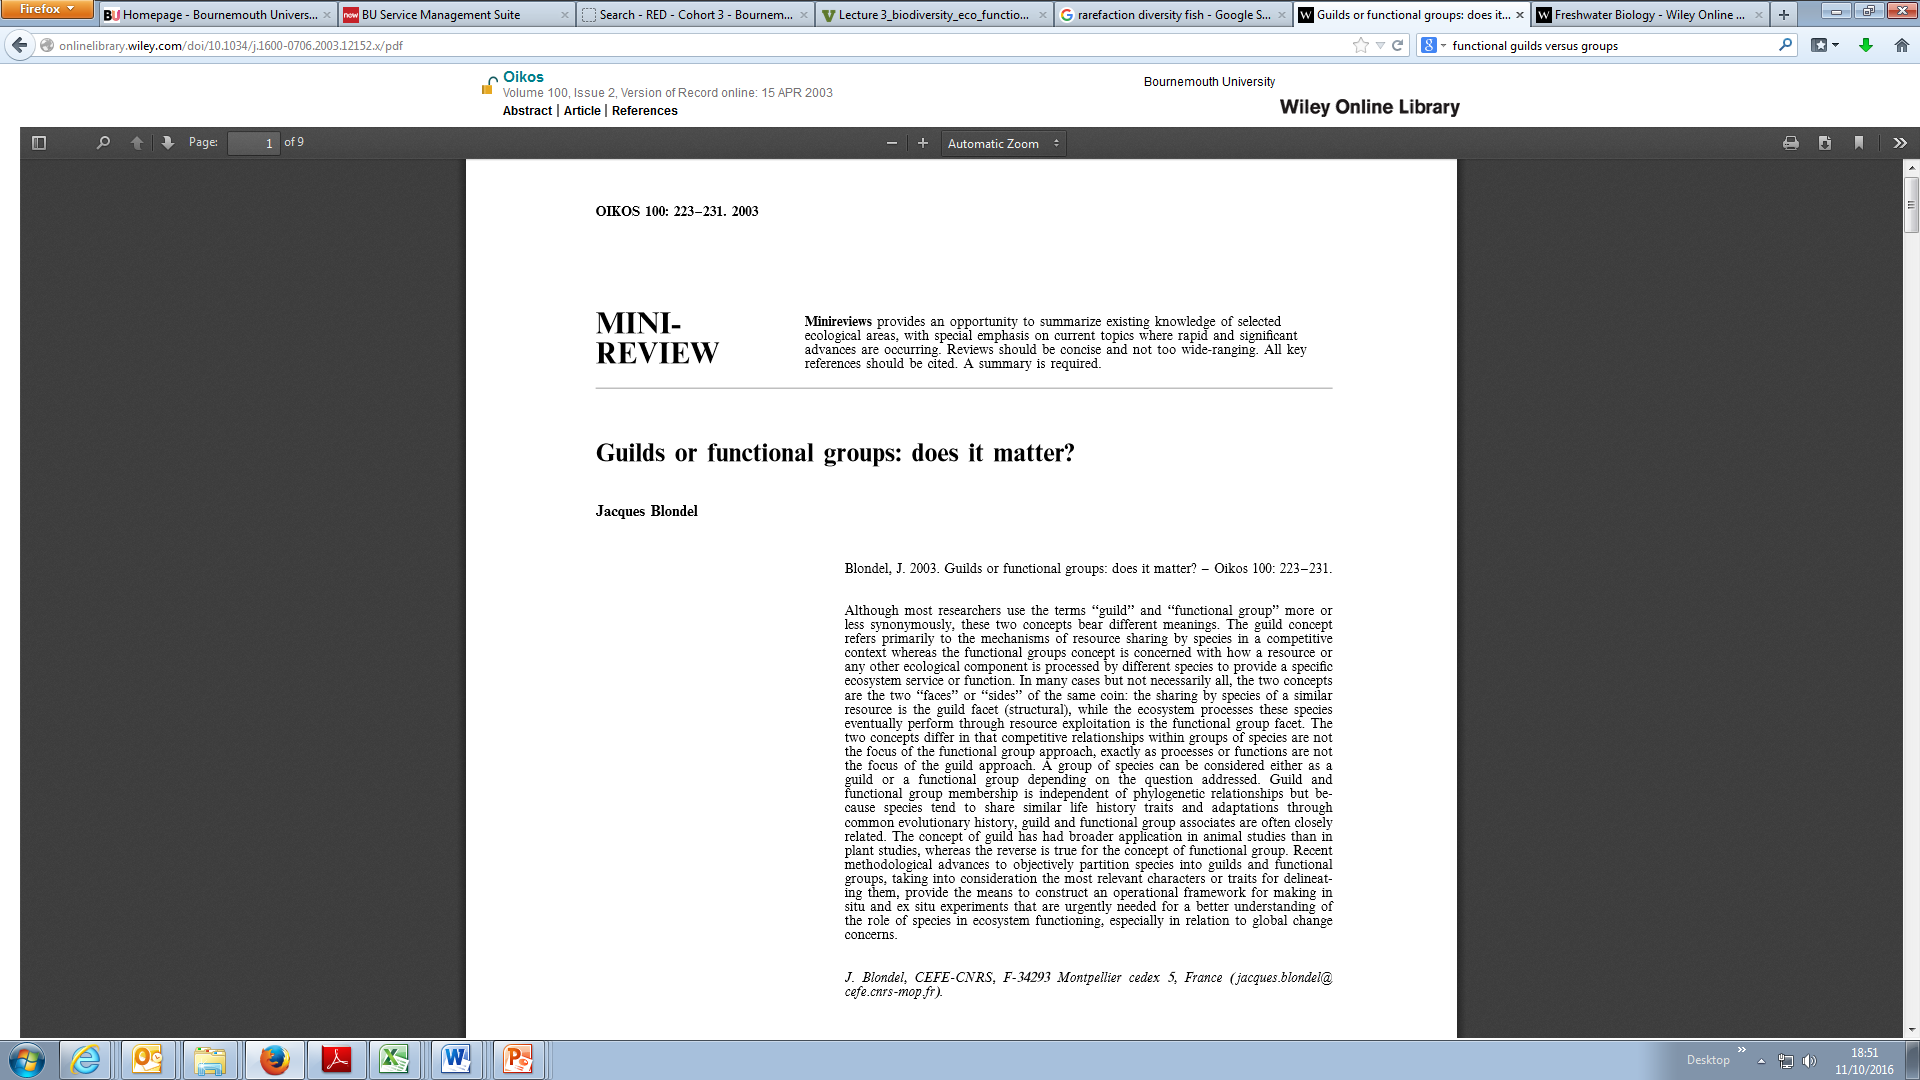 Firefox
Homepage - Bournemouth Univers...
BU Service Management Suite
Search - RED - Cohort 3 - Bournem...
Lecture 3_biodiversity_eco_functio...
rarefaction diversity fish - Google S...
Guilds or functional groups: does it...
Freshwater Biology - Wiley Online ...
onlinelibrary.wiley.com/doi/10.1034/j.1600-0706.2003.12152.x/pdf
functional guilds versus groups
Oikos
Volume 100, Issue 2, Version of Record online: 15 APR 2003
Abstract | Article | References
Bournemouth University
Wiley Online Library
Page: 1 of 9
Automatic Zoom
OIKOS 100: 223–231. 2003
MINI-
REVIEW
Minireviews provides an opportunity to summarize existing knowledge of selected
ecological areas, with special emphasis on current topics where rapid and significant
advances are occurring. Reviews should be concise and not too wide-ranging. All key
references should be cited. A summary is required.
Guilds or functional groups: does it matter?
Jacques Blondel
Blondel, J. 2003. Guilds or functional groups: does it matter? – Oikos 100: 223–231.
Although most researchers use the terms “guild” and “functional group” more or
less synonymously, these two concepts bear different meanings. The guild concept
refers primarily to the mechanisms of resource sharing by species in a competitive
context whereas the functional groups concept is concerned with how a resource or
any other ecological component is processed by different species to provide a specific
ecosystem service or function. In many cases but not necessarily all, the two concepts
are the two “faces” or “sides” of the same coin: the sharing by species of a similar
resource is the guild facet (structural), while the ecosystem processes these species
eventually perform through resource exploitation is the functional group facet. The
two concepts differ in that competitive relationships within groups of species are not
the focus of the functional group approach, exactly as processes or functions are not
the focus of the guild approach. A group of species can be considered either as a
guild or a functional group depending on the question addressed. Guild and
functional group membership is independent of phylogenetic relationships but be-
cause species tend to share similar life history traits and adaptations through
common evolutionary history, guild and functional group associates are often closely
related. The concept of guild has had broader application in animal studies than in
plant studies, whereas the reverse is true for the concept of functional group. Recent
methodological advances to objectively partition species into guilds and functional
groups, taking into consideration the most relevant characters or traits for delineat-
ing them, provide the means to construct an operational framework for making in
situ and ex situ experiments that are urgently needed for a better understanding of
the role of species in ecosystem functioning, especially in relation to global change
concerns.
J. Blondel, CEFE-CNRS, F-34293 Montpellier cedex 5, France (jacques.blondel@
cefe.cnrs-mop.fr).
Desktop
18:51
11/10/2016